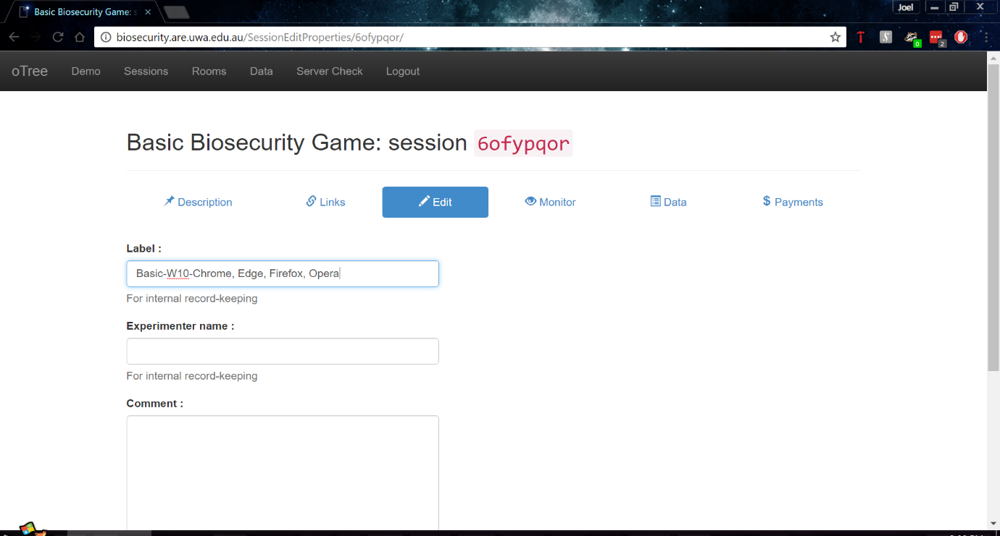 Basic Biosecurity Game: s
Joel
biosecurity.are.uwa.edu.au/SessionEditProperties/6ofypqor/
0
2
oTree Demo Sessions Rooms Data Server Check Logout
Basic Biosecurity Game: session 6ofypqor
Description Links Edit Monitor Data $ Payments
Label :
Basic-W10-Chrome, Edge, Firefox, Opera
For internal record-keeping
Experimenter name :
For internal record-keeping
Comment :